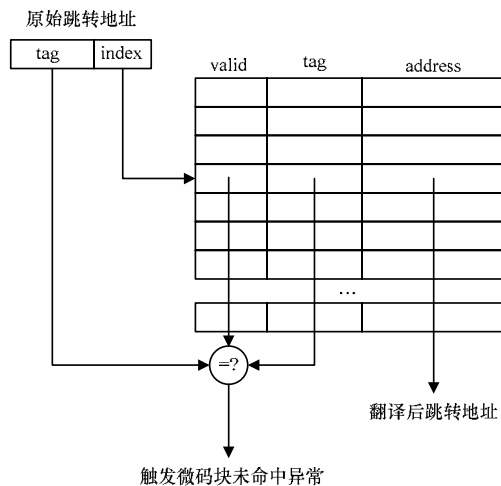 原始跳转地址
tag index
valid tag address
...
=?
翻译后跳转地址
触发微码块未命中异常